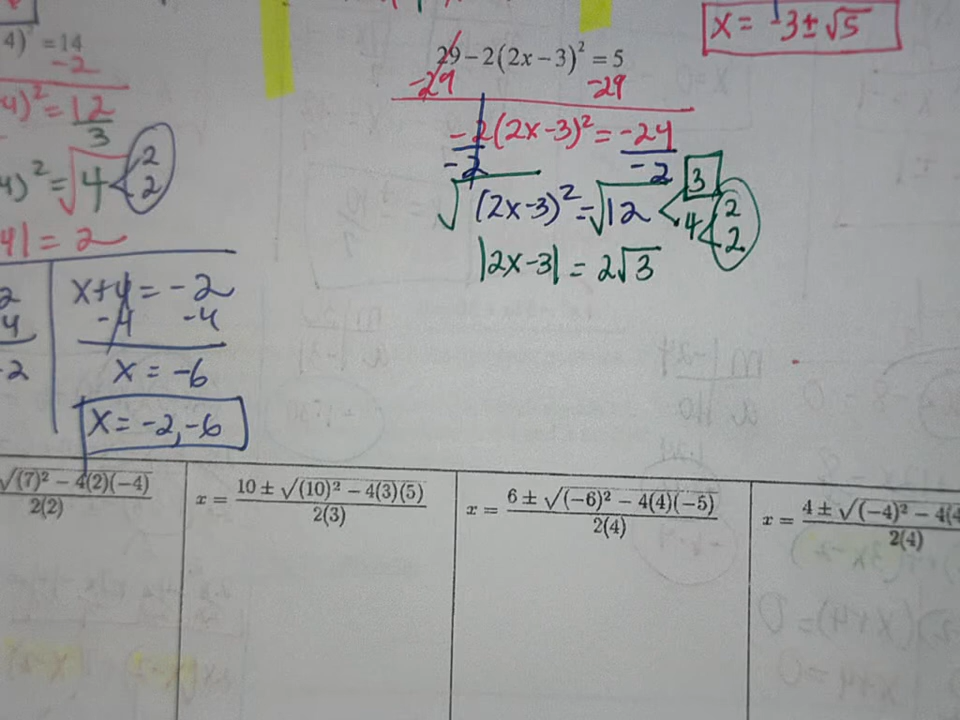 x = -3 ± √5
4)² = 14
-2
4)² = 12/3
4)² = √4 < 2 2
4| = 2
2
4
-2
x+4 = -2
-4 -4
x = -6
x = -2, -6
29 − 2(2x − 3)² = 5
-29 -29
-2(2x-3)² = -24
-2 -2
√(2x-3)² = √12 < 3 4 < 2 2
|2x-3| = 2√3
√(7)² − 4(2)(−4) / 2(2)
x = 10 ± √(10)² − 4(3)(5) / 2(3)
x = 6 ± √(−6)² − 4(4)(−5) / 2(4)
x = 4 ± √(−4)² − 4(4 / 2(4)